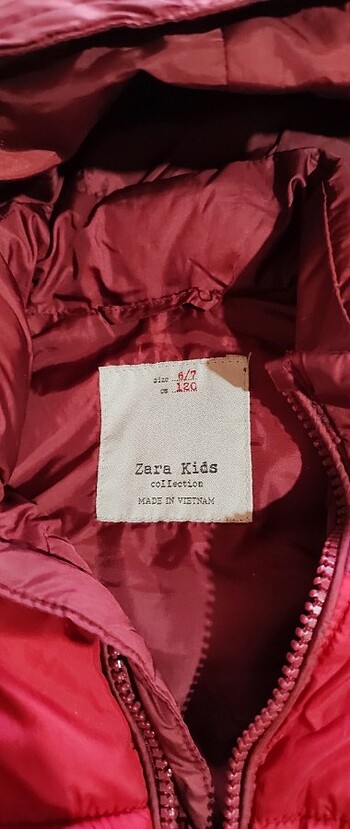 size 6/7
cm 120
Zara Kids
collection
MADE IN VIETNAM